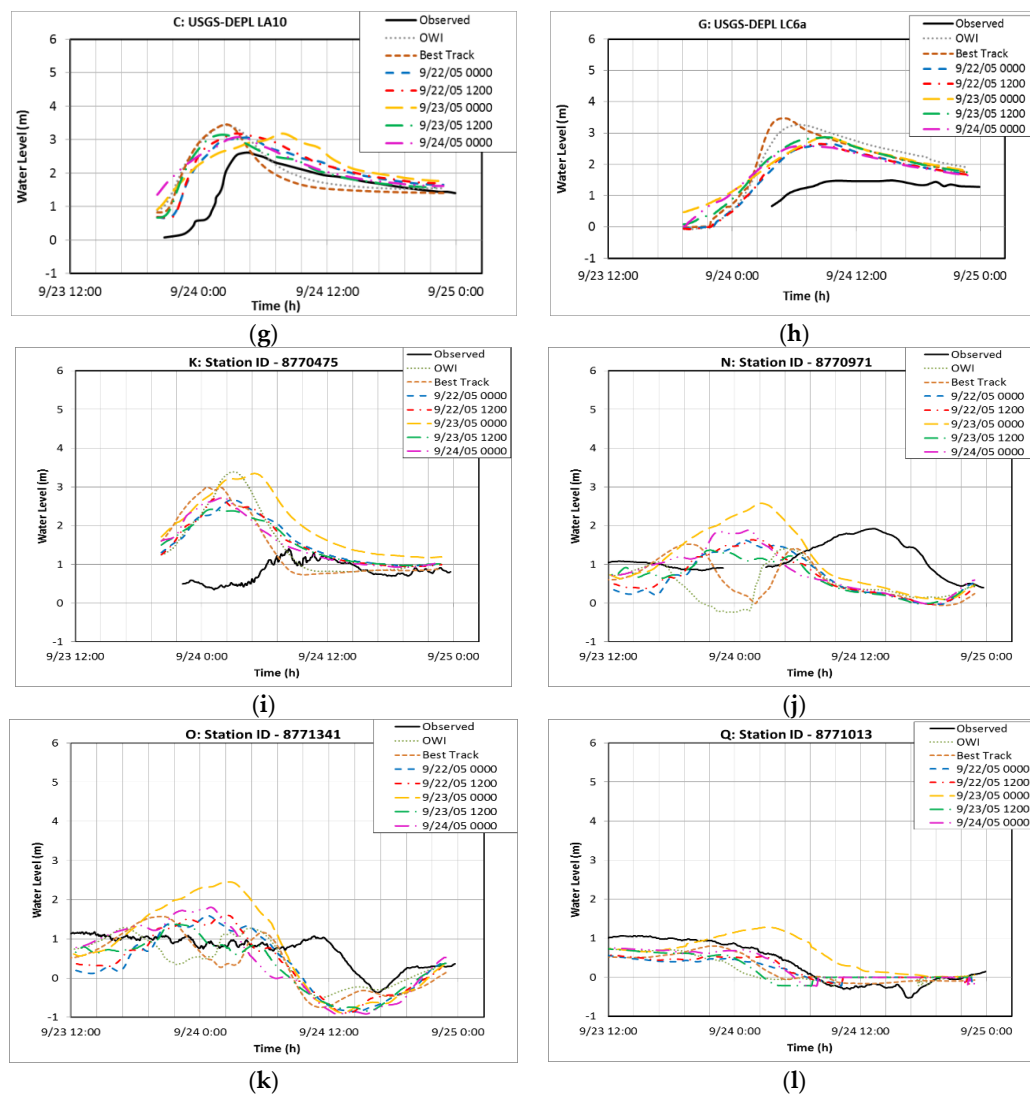 C: USGS-DEPL LA10
6
5
4
3
2
1
0
-1
Water Level (m)
9/23 12:00
9/24 0:00
9/24 12:00
9/25 0:00
Time (h)
Observed
OWI
Best Track
9/22/05 0000
9/22/05 1200
9/23/05 0000
9/23/05 1200
9/24/05 0000
(g)
G: USGS-DEPL LC6a
6
5
4
3
2
1
0
-1
Water Level (m)
9/23 12:00
9/24 0:00
9/24 12:00
9/25 0:00
Time (h)
Observed
OWI
Best Track
9/22/05 0000
9/22/05 1200
9/23/05 0000
9/23/05 1200
9/24/05 0000
(h)
K: Station ID - 8770475
6
5
4
3
2
1
0
-1
Water Level (m)
9/23 12:00
9/24 0:00
9/24 12:00
9/25 0:00
Time (h)
Observed
OWI
Best Track
9/22/05 0000
9/22/05 1200
9/23/05 0000
9/23/05 1200
9/24/05 0000
(i)
N: Station ID - 8770971
6
5
4
3
2
1
0
-1
Water Level (m)
9/23 12:00
9/24 0:00
9/24 12:00
9/25 0:00
Time (h)
Observed
OWI
Best Track
9/22/05 0000
9/22/05 1200
9/23/05 0000
9/23/05 1200
9/24/05 0000
(j)
O: Station ID - 8771341
6
5
4
3
2
1
0
-1
Water Level (m)
9/23 12:00
9/24 0:00
9/24 12:00
9/25 0:00
Time (h)
Observed
OWI
Best Track
9/22/05 0000
9/22/05 1200
9/23/05 0000
9/23/05 1200
9/24/05 0000
(k)
Q: Station ID - 8771013
6
5
4
3
2
1
0
-1
Water Level (m)
9/23 12:00
9/24 0:00
9/24 12:00
9/25 0:00
Time (h)
Observed
OWI
Best Track
9/22/05 0000
9/22/05 1200
9/23/05 0000
9/23/05 1200
9/24/05 0000
(l)